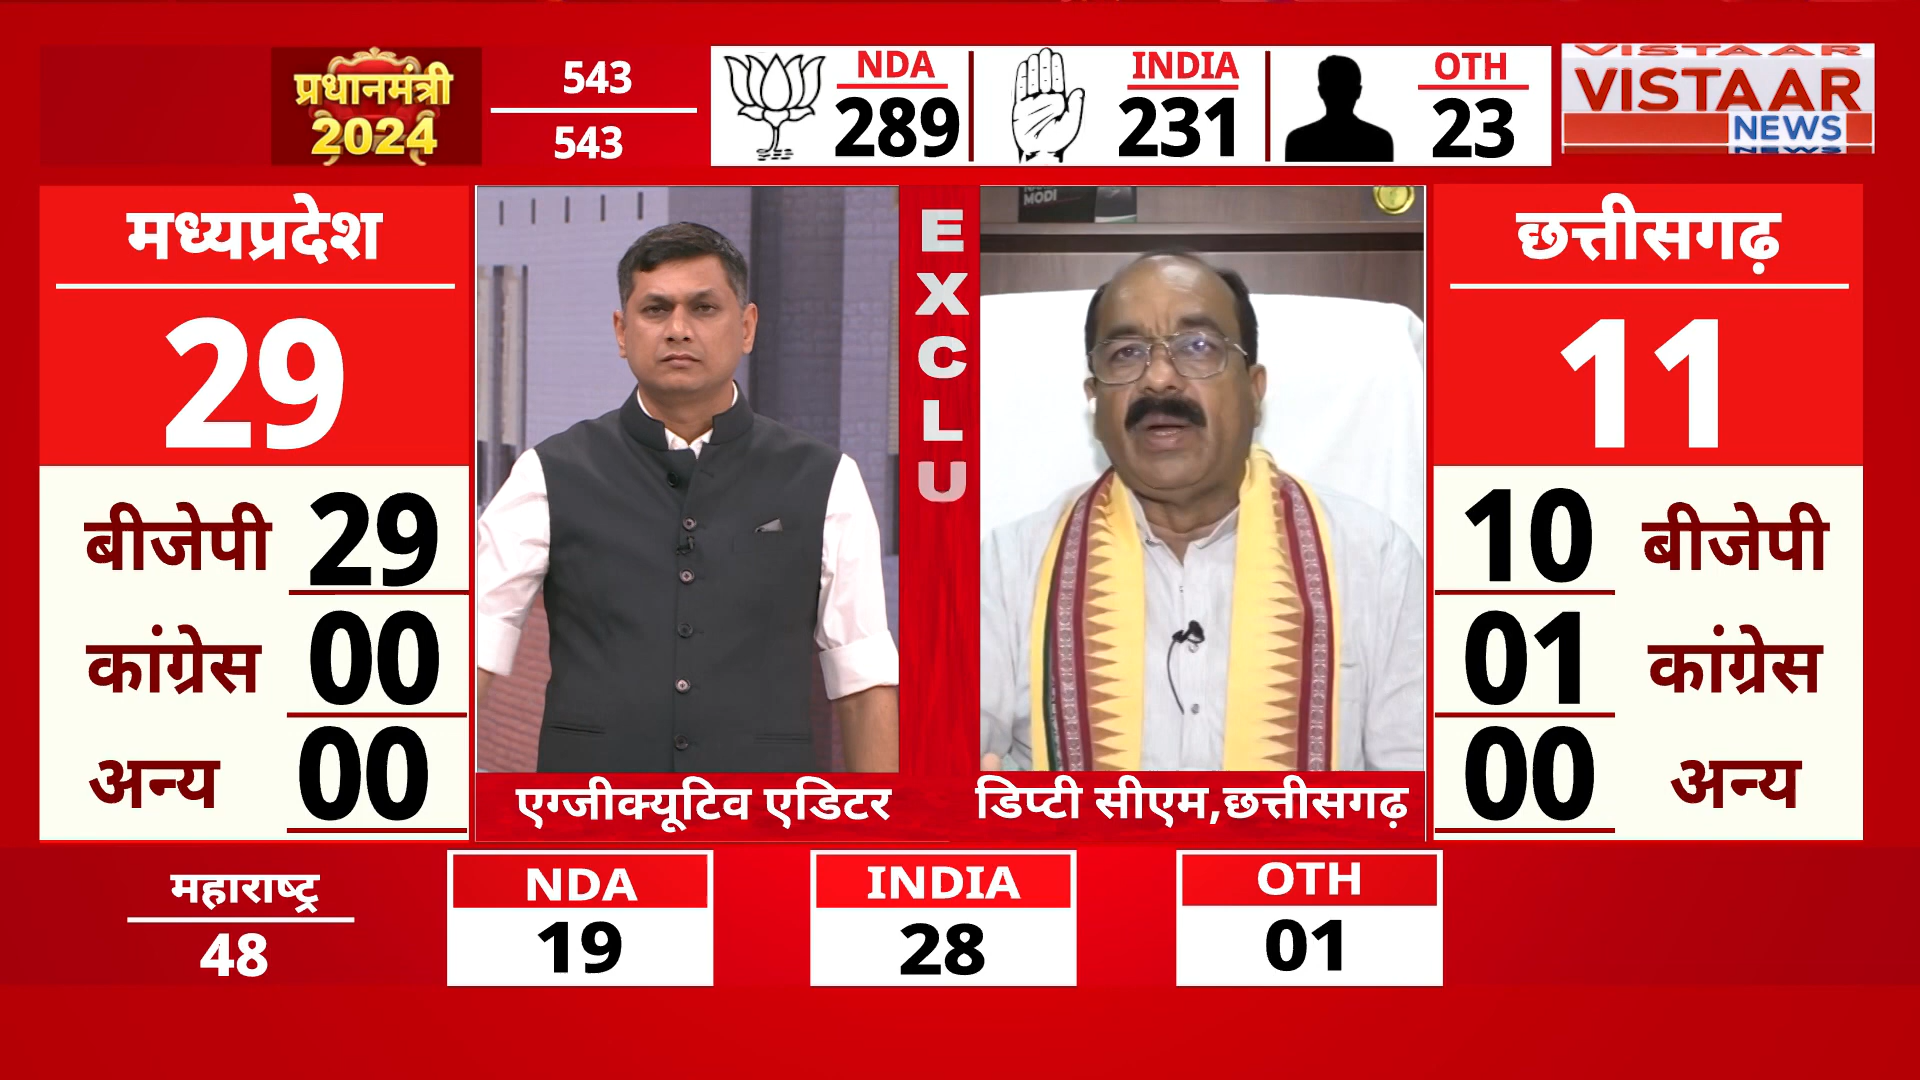 प्रधानमंत्री
2024
543
543
NDA
289
INDIA
231
OTH
23
VISTAAR
VISTAAR
NEWS
NEWS
मध्यप्रदेश
29
बीजेपी 29
कांग्रेस 00
अन्य 00
EXCLU
MODI
छत्तीसगढ़
11
10 बीजेपी
01 कांग्रेस
00 अन्य
एग्जीक्यूटिव एडिटर
डिप्टी सीएम,छत्तीसगढ़
महाराष्ट्र
48
NDA
19
INDIA
28
OTH
01